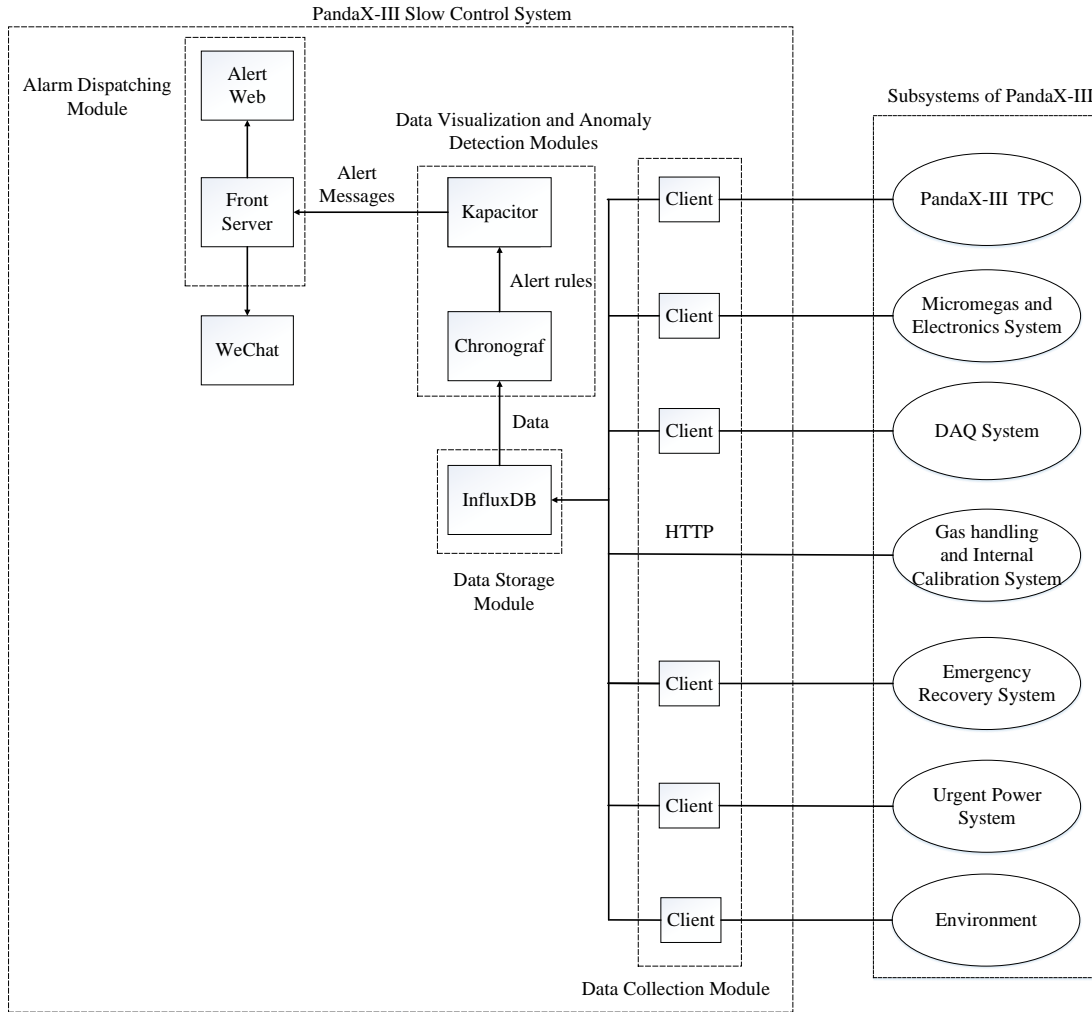 PandaX-III Slow Control System
Alarm Dispatching
Module
Alert
Web
Front
Server
WeChat
Alert
Messages
Data Visualization and Anomaly
Detection Modules
Kapacitor
Alert rules
Chronograf
Data
InfluxDB
Data Storage
Module
HTTP
Client
Client
Client
Client
Client
Client
Data Collection Module
Subsystems of PandaX-III
PandaX-III TPC
Micromegas and
Electronics System
DAQ System
Gas handling
and Internal
Calibration System
Emergency
Recovery System
Urgent Power
System
Environment